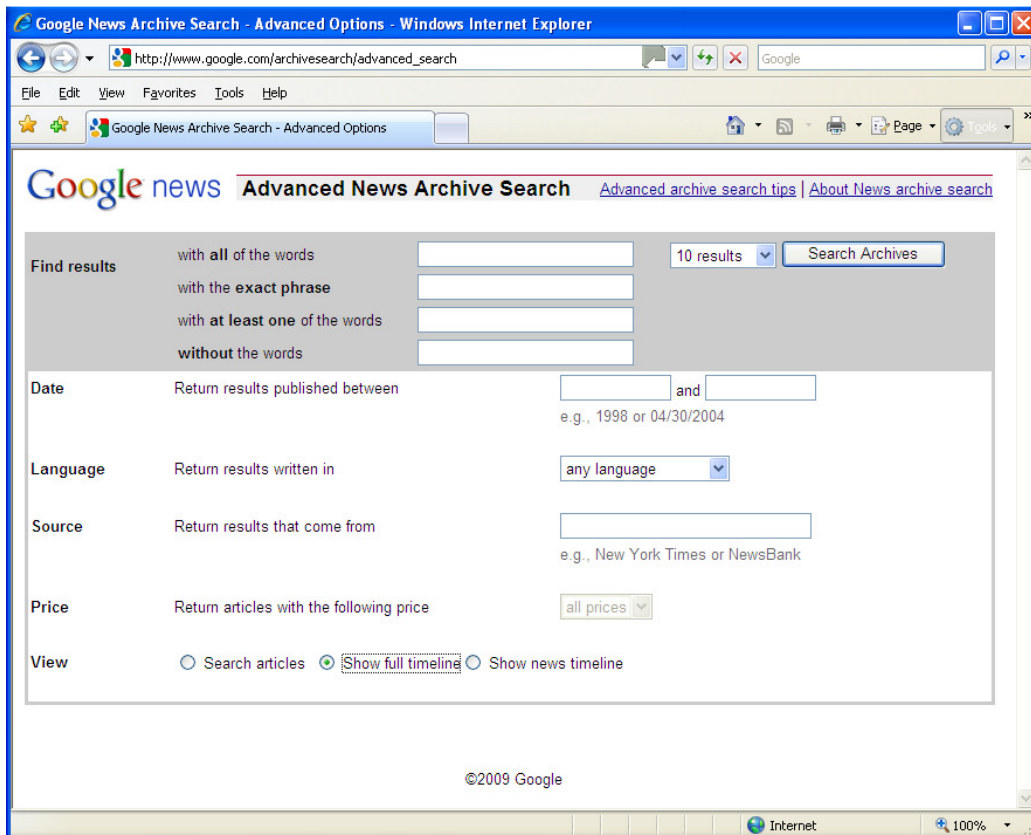 Google News Archive Search - Advanced Options - Windows Internet Explorer
http://www.google.com/archivesearch/advanced_search Google
File Edit View Favorites Tools Help
Google News Archive Search - Advanced Options Page Tools »
Google news Advanced News Archive Search Advanced archive search tips | About News archive search
Find results with all of the words 10 results Search Archives
with the exact phrase
with at least one of the words
without the words
Date Return results published between and
e.g., 1998 or 04/30/2004
Language Return results written in any language
Source Return results that come from
e.g., New York Times or NewsBank
Price Return articles with the following price all prices
View Search articles Show full timeline Show news timeline
©2009 Google
Internet 100%